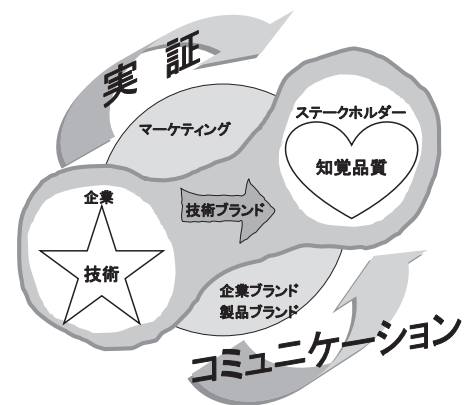 実証
マーケティング
ステークホルダー
知覚品質
企業
技術ブランド
技術
企業ブランド
製品ブランド
コミュニケーション